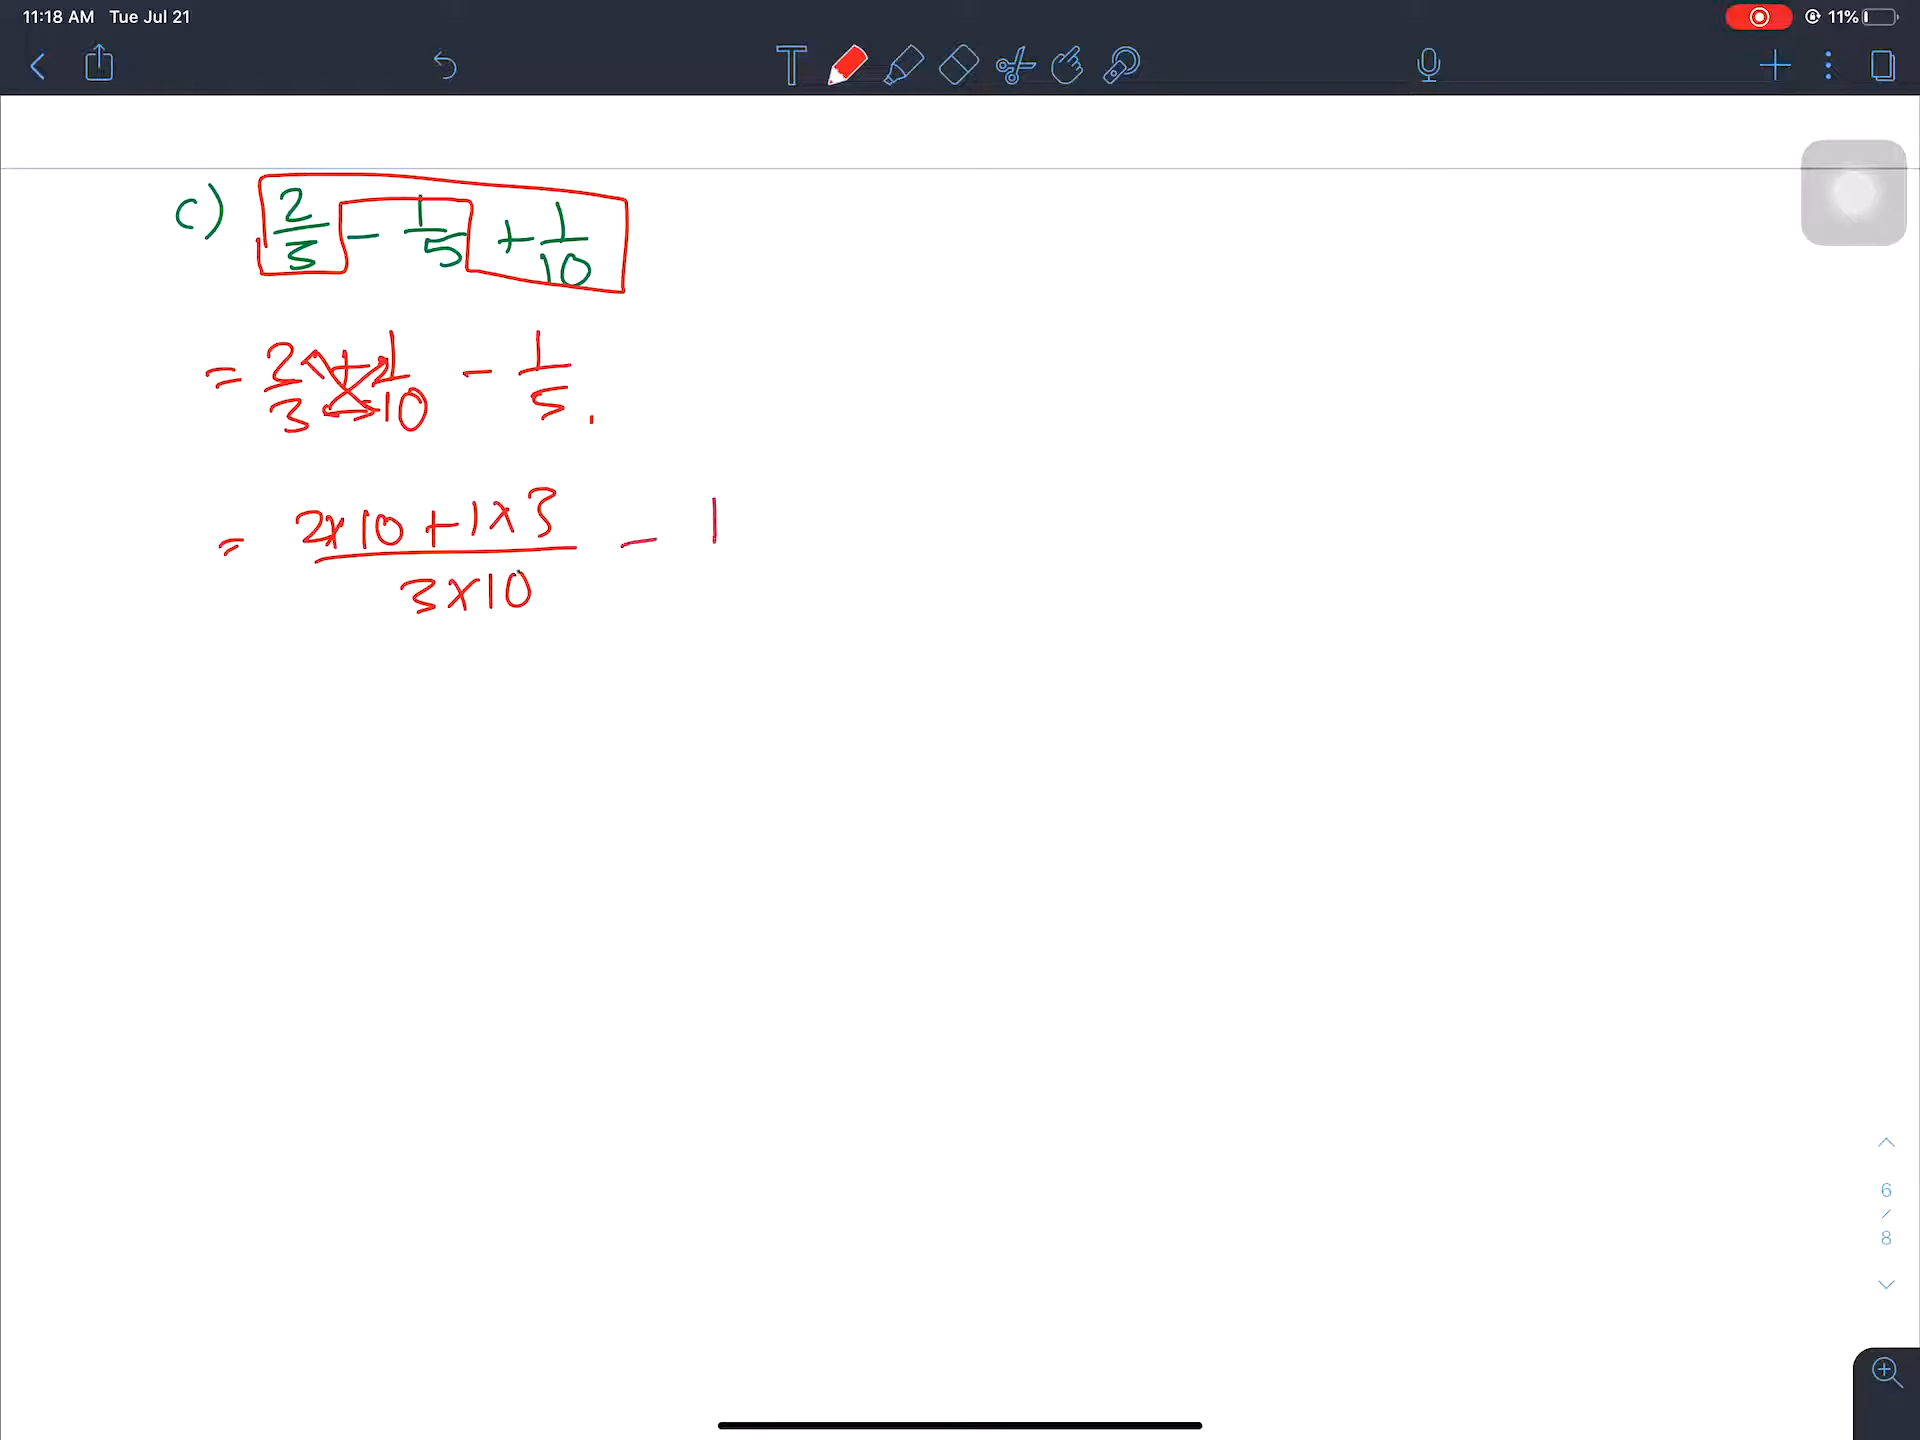 11:18 AM Tue Jul 21
11%
T
c) 2/3 - 1/5 + 1/10
= 2/3 + 1/10 - 1/5 .
= 2x10 + 1x3 / 3x10 - 1
6
/
8